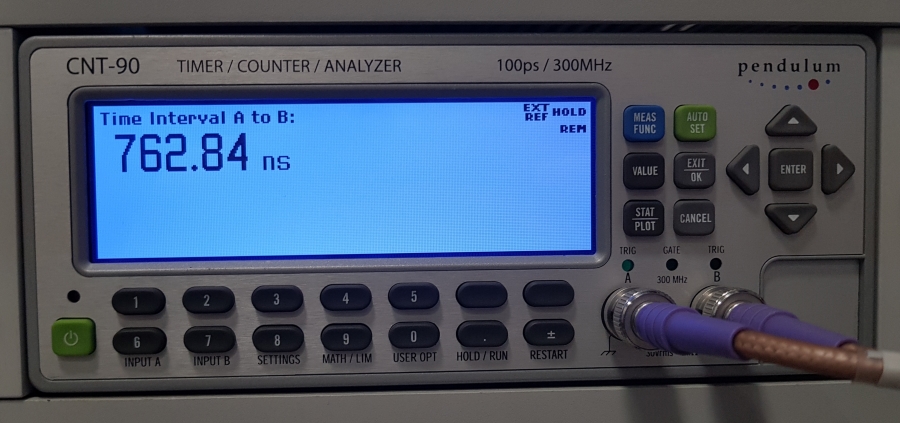 CNT-90 TIMER / COUNTER / ANALYZER 100ps / 300MHz pendulum
Time Interval A to B: EXT REF HOLD
REM
762.84 ns
MEAS FUNC AUTO SET
VALUE EXIT OK ENTER
STAT PLOT CANCEL
TRIG GATE TRIG
A 300 MHz B
1 2 3 4 5
6 7 8 9 0 . ±
INPUT A INPUT B SETTINGS MATH / LIM USER OPT HOLD / RUN RESTART